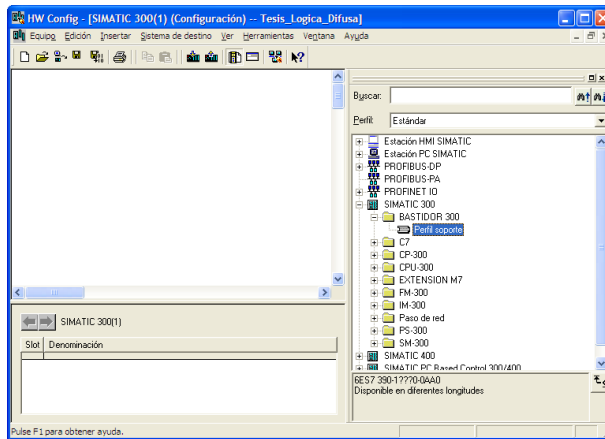 HW Config - [SIMATIC 300(1) (Configuración) -- Tesis_Logica_Difusa]
Equipo Edición Insertar Sistema de destino Ver Herramientas Ventana Ayuda
Buscar:
Perfil: Estándar
Estación HMI SIMATIC
Estación PC SIMATIC
PROFIBUS-DP
PROFIBUS-PA
PROFINET IO
SIMATIC 300
BASTIDOR 300
Perfil soporte
C7
CP-300
CPU-300
EXTENSION M7
FM-300
IM-300
Paso de red
PS-300
SM-300
SIMATIC 400
SIMATIC PC Based Control 300/400
SIMATIC 300(1)
Slot Denominación
6ES7 390-1???0-0AA0
Disponible en diferentes longitudes
Pulse F1 para obtener ayuda.